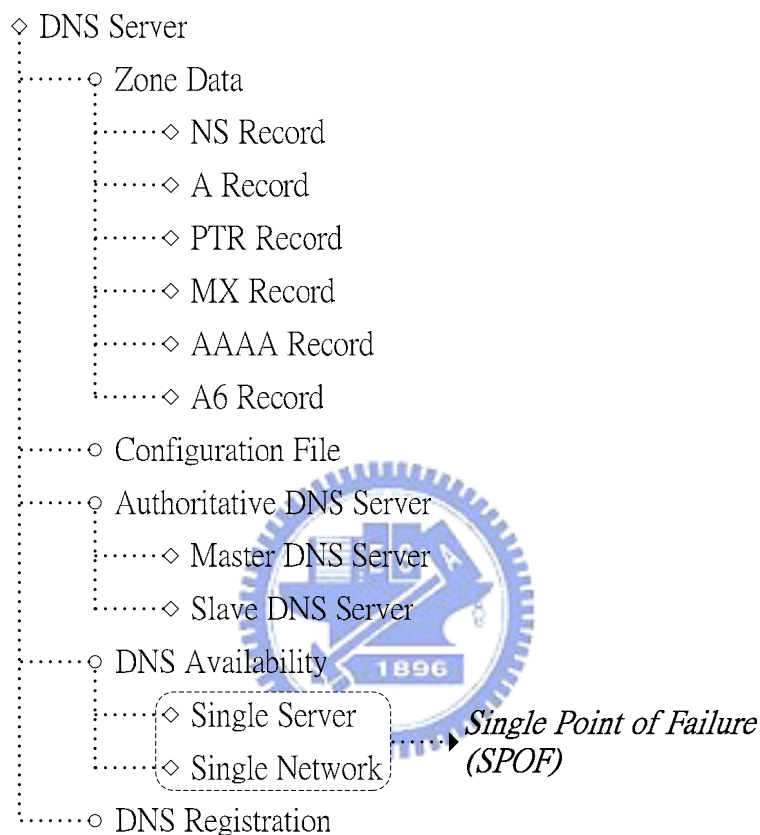 DNS Server
Zone Data
NS Record
A Record
PTR Record
MX Record
AAAA Record
A6 Record
Configuration File
Authoritative DNS Server
Master DNS Server
Slave DNS Server
DNS Availability
1896
Single Server
Single Network
Single Point of Failure
(SPOF)
DNS Registration